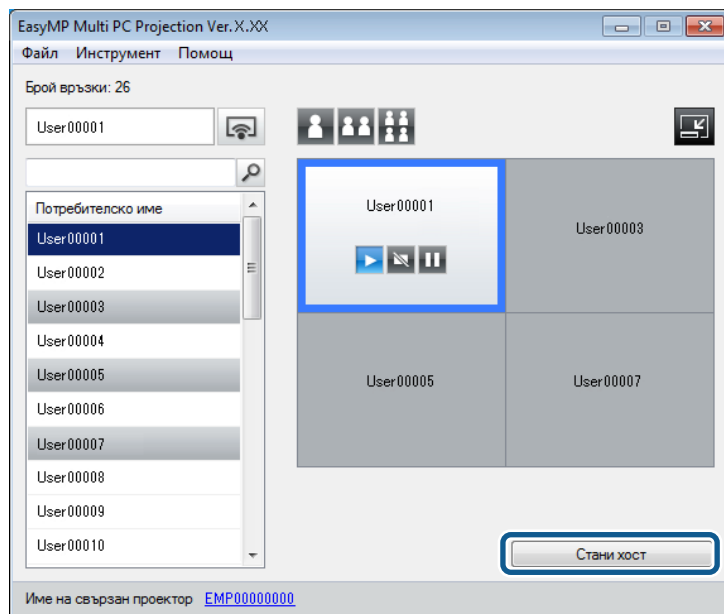 EasyMP Multi PC Projection Ver.X.XX
Файл Инструмент Помощ
Брой връзки: 26
User00001
Потребителско име
User00001
User00002
User00003
User00004
User00005
User00006
User00007
User00008
User00009
User00010
User00001
User00003
User00005
User00007
Стани хост
Име на свързан проектор EMP00000000